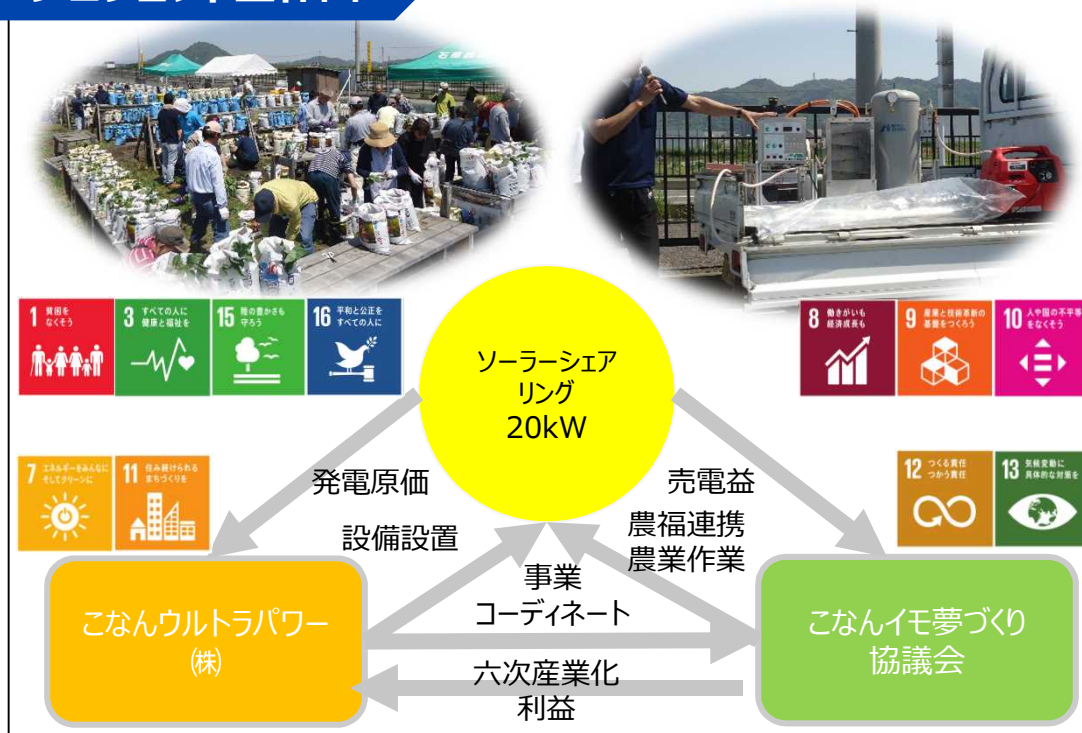 1 貧困を
なくそう
3 すべての人に
健康と福祉を
15 陸の豊かさも
守ろう
16 平和と公正を
すべての人に
8 働きがいも
経済成長も
9 産業と技術革新の
基盤をつくろう
10 人や国の不平等
をなくそう
ソーラーシェア
リング
20kW
7 エネルギーをみんなに
そしてクリーンに
11 住み続けられる
まちづくりを
12 つくる責任
つかう責任
13 気候変動に
具体的な対策を
発電原価
売電益
設備設置
農福連携
農業作業
事業
コーディネート
こなんウルトラパワー
㈱
こなんイモ夢づくり
協議会
六次産業化
利益